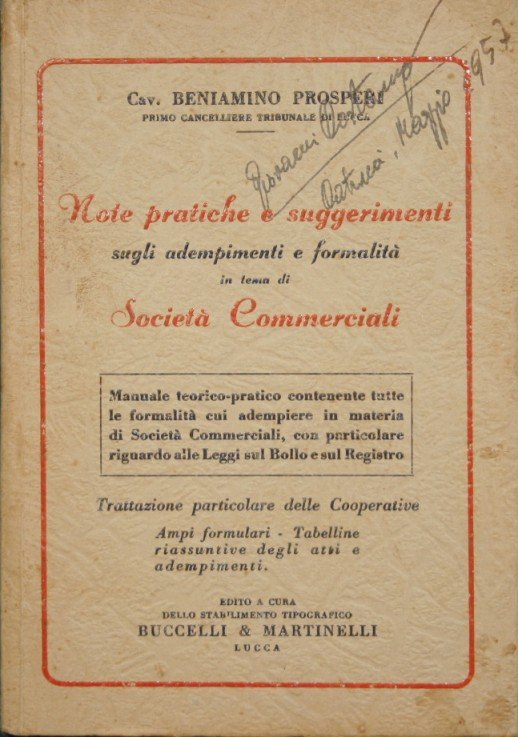 Cav. BENIAMINO PROSPERI
PRIMO CANCELLIERE TRIBUNALE DI LUCCA
Giovanni
Maggio 1957
Note pratiche e suggerimenti
sugli adempimenti e formalità
in tema di
Società Commerciali
Manuale teorico-pratico contenente tutte
le formalità cui adempiere in materia
di Società Commerciali, con particolare
riguardo alle Leggi sul Bollo e sul Registro
Trattazione particolare delle Cooperative
Ampi formulari - Tabelline
riassuntive degli atti e
adempimenti.
EDITO A CURA
DELLO STABILIMENTO TIPOGRAFICO
BUCCELLI & MARTINELLI
LUCCA